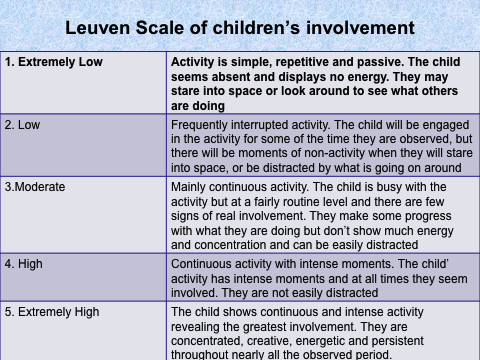 Leuven Scale of children’s involvement
1. Extremely Low
Activity is simple, repetitive and passive. The child
seems absent and displays no energy. They may
stare into space or look around to see what others
are doing
2. Low
Frequently interrupted activity. The child will be engaged
in the activity for some of the time they are observed, but
there will be moments of non-activity when they will stare
into space, or be distracted by what is going on around
3.Moderate
Mainly continuous activity. The child is busy with the
activity but at a fairly routine level and there are few
signs of real involvement. They make some progress
with what they are doing but don’t show much energy
and concentration and can be easily distracted
4. High
Continuous activity with intense moments. The child’
activity has intense moments and at all times they seem
involved. They are not easily distracted
5. Extremely High
The child shows continuous and intense activity
revealing the greatest involvement. They are
concentrated, creative, energetic and persistent
throughout nearly all the observed period.